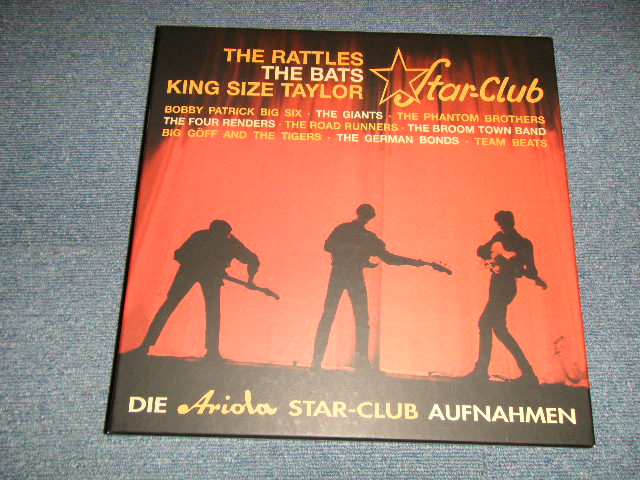 THE RATTLES
THE BATS
KING SIZE TAYLOR
Star-Club
BOBBY PATRICK BIG SIX · THE GIANTS · THE PHANTOM BROTHERS
THE FOUR RENDERS · THE ROAD RUNNERS · THE BROOM TOWN BAND
BIG GÖFF AND THE TIGERS · THE GERMAN BONDS · TEAM BEATS
DIE Ariola STAR-CLUB AUFNAHMEN